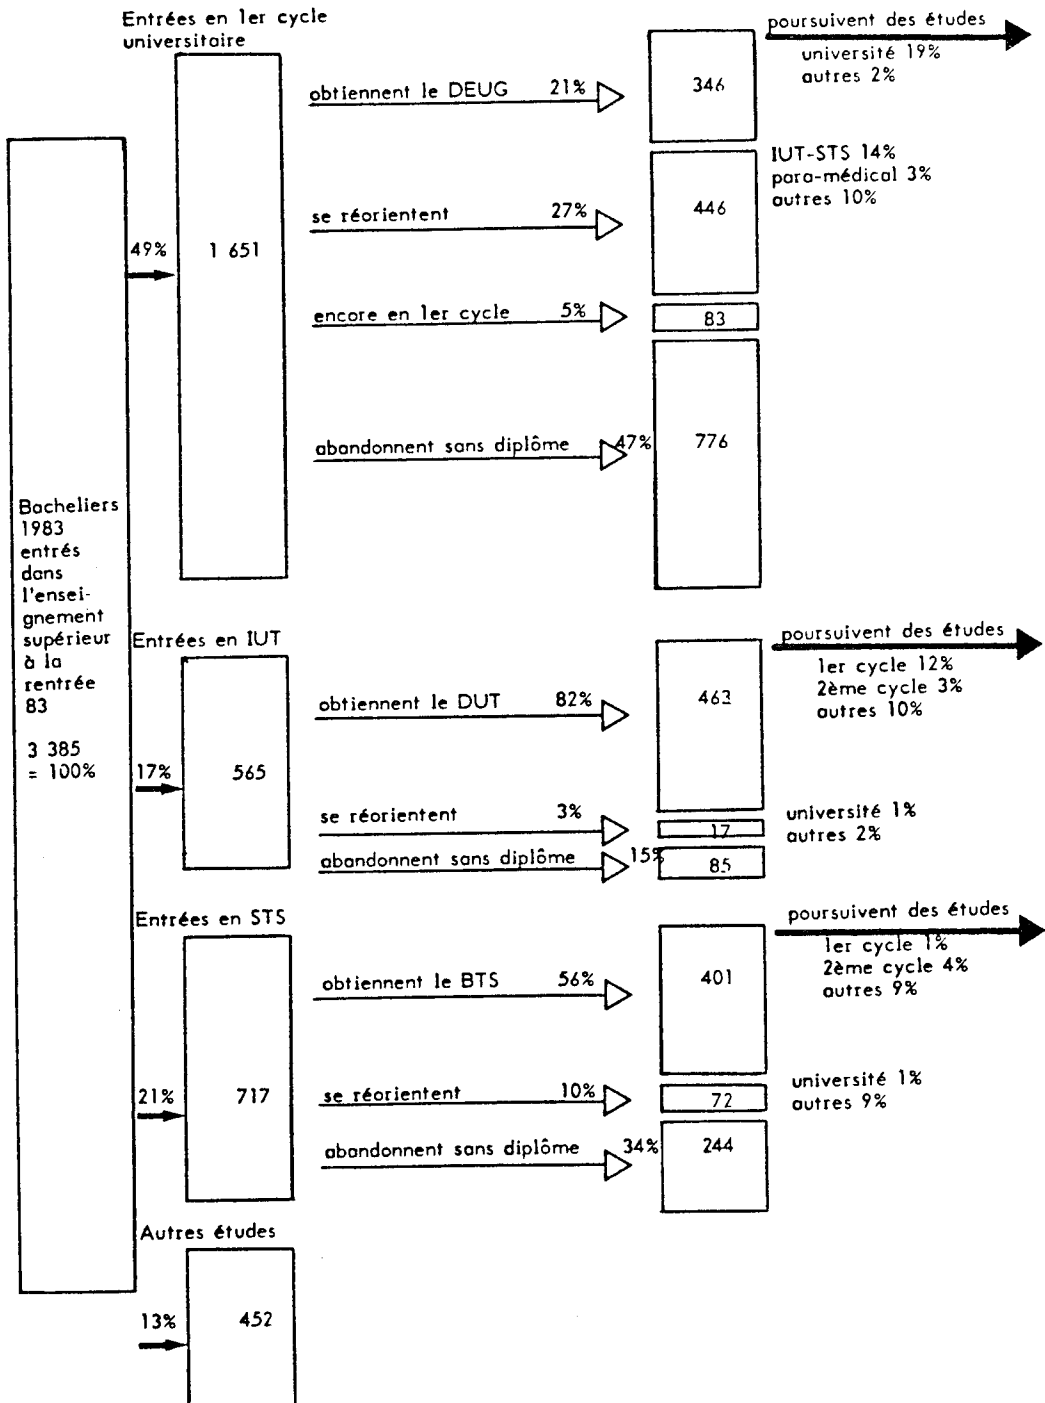 Entrées en 1er cycle
universitaire
49%
1 651
obtiennent le DEUG 21%
346
poursuivent des études
université 19%
autres 2%
se réorientent 27%
446
IUT-STS 14%
para-médical 3%
autres 10%
encore en 1er cycle 5%
83
abandonnent sans diplôme 47%
776
Bacheliers
1983
entrés
dans
l'ensei-
gnement
supérieur
à la
rentrée
83
3 385
= 100%
Entrées en IUT
17%
565
obtiennent le DUT 82%
463
poursuivent des études
1er cycle 12%
2ème cycle 3%
autres 10%
se réorientent 3%
17
université 1%
autres 2%
abandonnent sans diplôme 15%
85
Entrées en STS
21%
717
obtiennent le BTS 56%
401
poursuivent des études
1er cycle 1%
2ème cycle 4%
autres 9%
se réorientent 10%
72
université 1%
autres 9%
abandonnent sans diplôme 34%
244
Autres études
13%
452